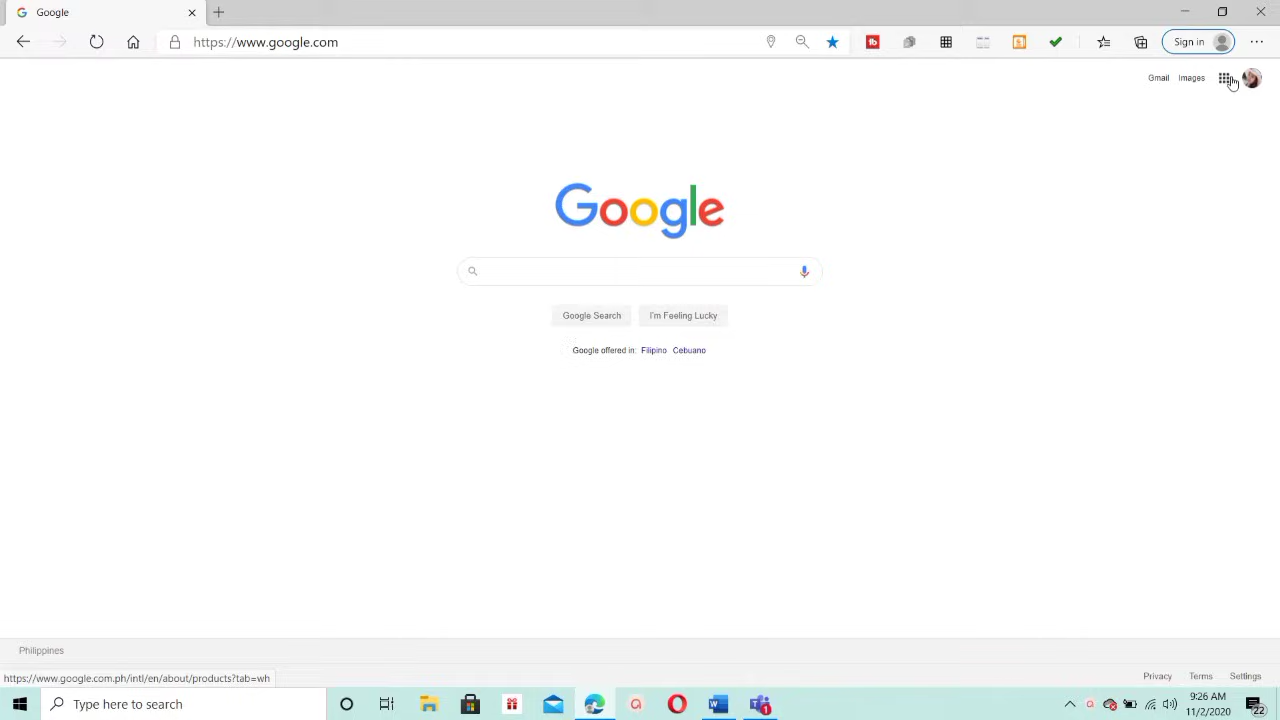 Google
https://www.google.com
Sign in
Gmail Images
Google
Google Search I'm Feeling Lucky
Google offered in: Filipino Cebuano
Philippines
https://www.google.com.ph/intl/en/about/products?tab=wh
Privacy Terms Settings
Type here to search
9:26 AM
11/2/2020
22
1